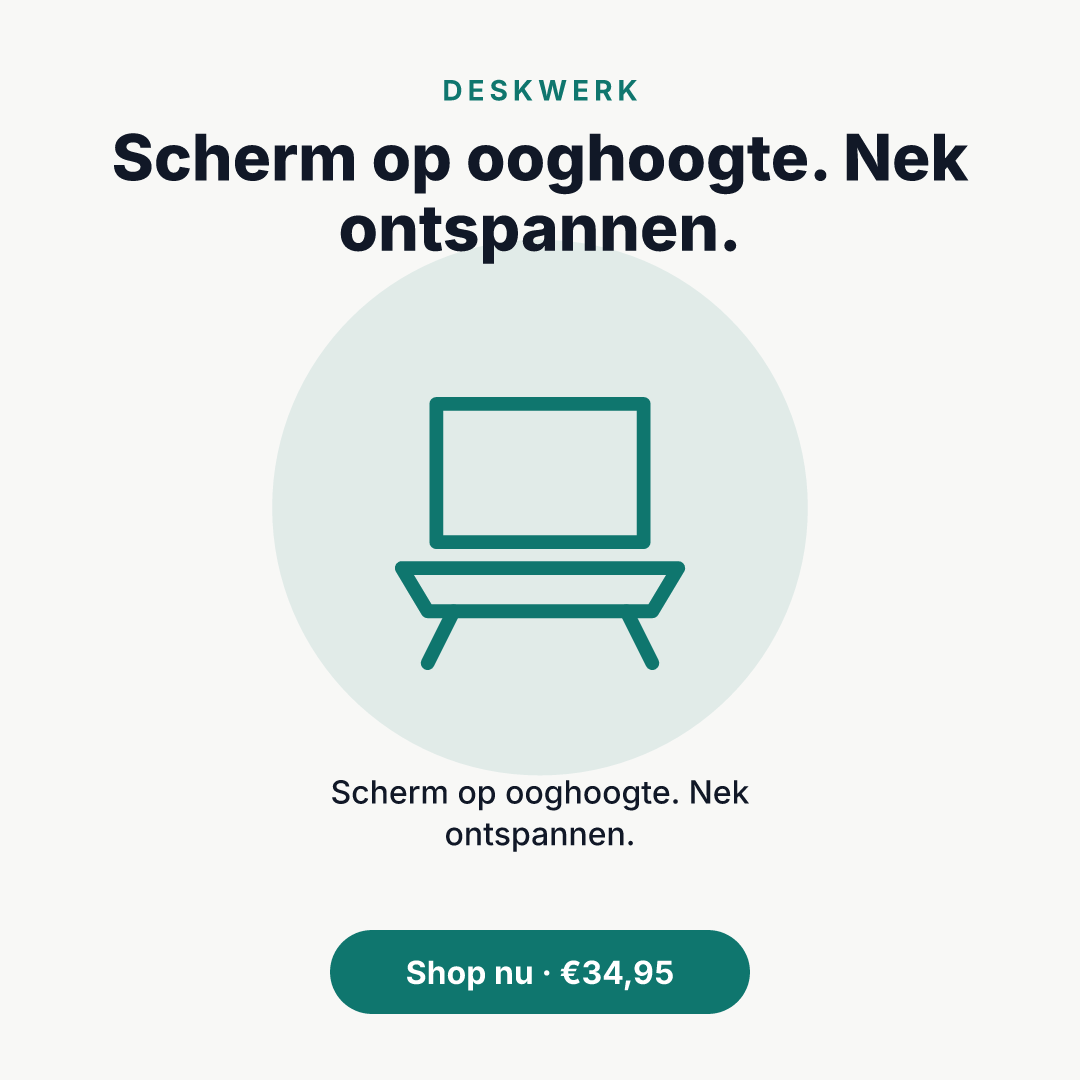 DESKWERK
Scherm op ooghoogte. Nek
ontspannen.
Scherm op ooghoogte. Nek
ontspannen.
Shop nu · €34,95